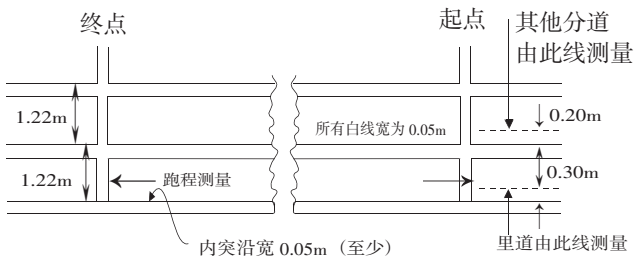 终点
起点
其他分道
由此线测量
1.22m
所有白线宽为 0.05m
0.20m
1.22m
跑程测量
0.30m
内突沿宽 0.05m（至少）
里道由此线测量